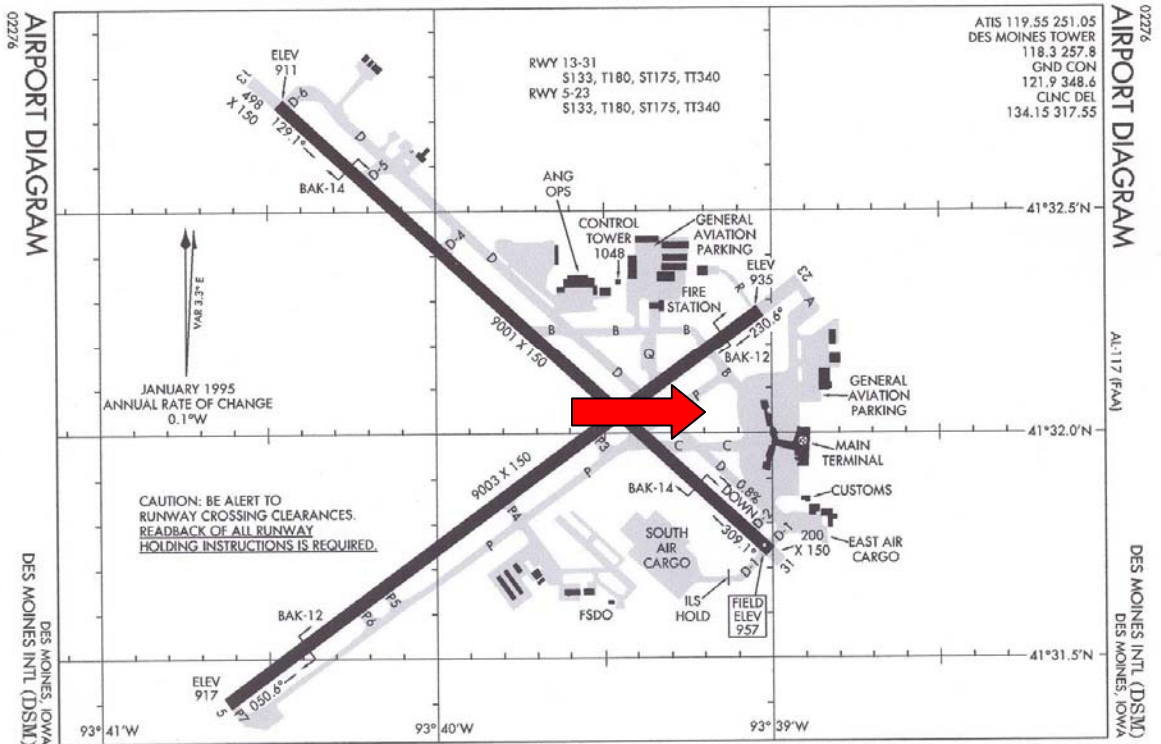 02276
AIRPORT DIAGRAM
AL-117 (FAA)
DES MOINES INTL (DSM)
DES MOINES, IOWA
ATIS 119.55 251.05
DES MOINES TOWER
118.3 257.8
GND CON
121.9 348.6
CLNC DEL
134.15 317.55
RWY 13-31
S133, T180, ST175, TT340
RWY 5-23
S133, T180, ST175, TT340
ELEV
911
13
498
X 150
129.1°
D-6
D
D-5
BAK-14
41°32.5'N
ANG
OPS
CONTROL
TOWER
1048
GENERAL
AVIATION
PARKING
FIRE
STATION
ELEV
935
23
A
R
230.6°
BAK-12
D-4
D
9001 X 150
B
B
B
Q
D
P
B
VAR 3.3° E
JANUARY 1995
ANNUAL RATE OF CHANGE
0.1°W
GENERAL
AVIATION
PARKING
41°32.0'N
MAIN
TERMINAL
P3
C
C
P
D
0.8%
DOWN
BAK-14
9003 X 150
CAUTION: BE ALERT TO
RUNWAY CROSSING CLEARANCES.
READBACK OF ALL RUNWAY
HOLDING INSTRUCTIONS IS REQUIRED.
P4
P
CUSTOMS
D-2
D-1
200
X 150
EAST AIR
CARGO
309.1°
D-1
31
SOUTH
AIR
CARGO
ILS
HOLD
FIELD
ELEV
957
FSDO
P5
P6
BAK-12
41°31.5'N
ELEV
917
050.6°
5
P7
93°41'W
93°40'W
93°39'W
AIRPORT DIAGRAM
02276
DES MOINES, IOWA
DES MOINES INTL (DSM)